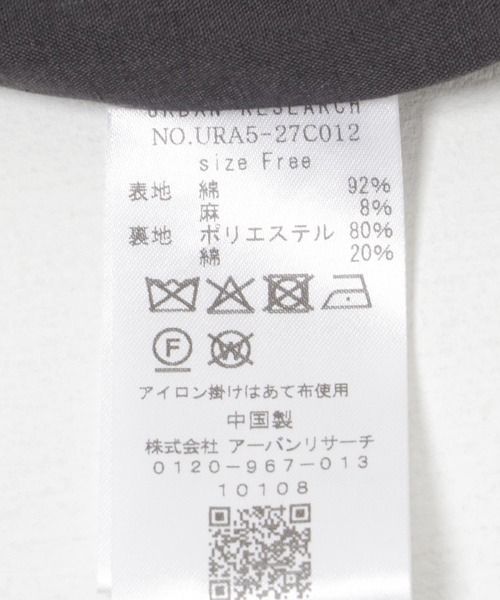 URBAN RESEARCH
NO.URA5-27C012
size Free
表地 綿 92%
麻 8%
裏地 ポリエステル 80%
綿 20%
F W
アイロン掛けはあて布使用
中国製
株式会社 アーバンリサーチ
0120-967-013
10108